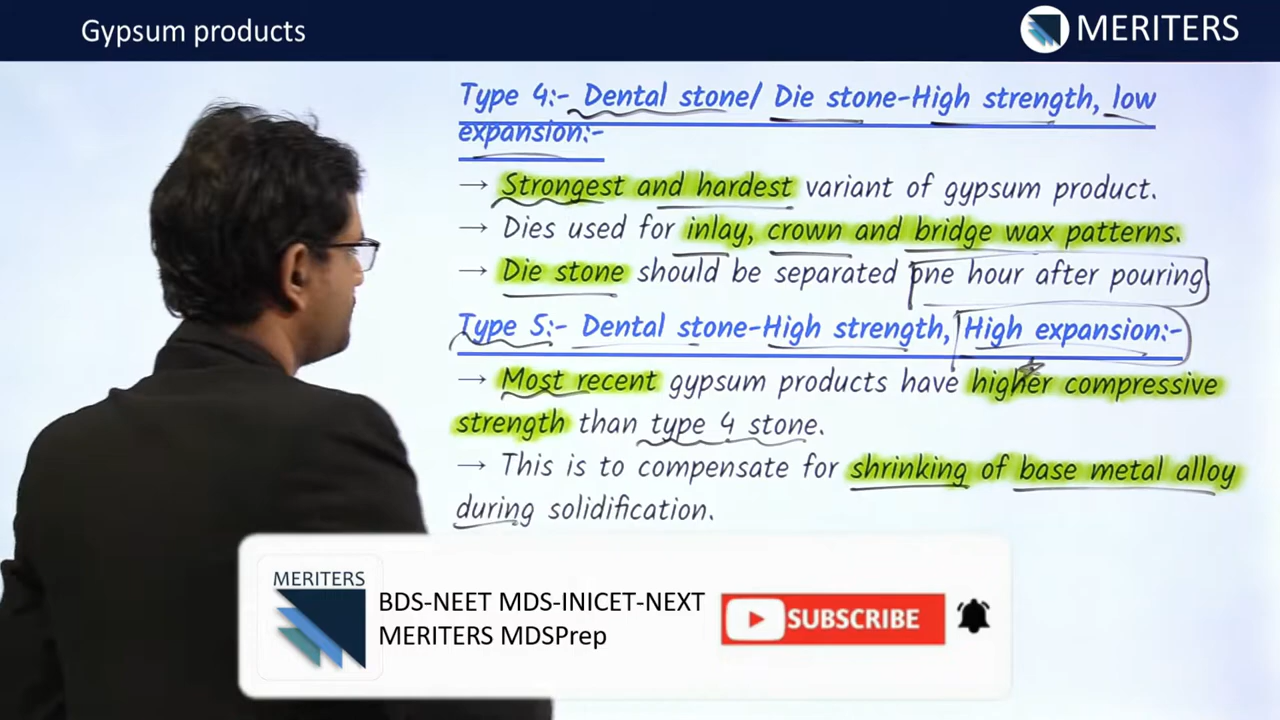 Gypsum products
MERITERS
Type 4:- Dental stone/ Die stone-High strength, low
expansion:-
→ Strongest and hardest variant of gypsum product.
→ Dies used for inlay, crown and bridge wax patterns.
→ Die stone should be separated one hour after pouring
Type 5:- Dental stone-High strength, High expansion:-
→ Most recent gypsum products have higher compressive
strength than type 4 stone.
→ This is to compensate for shrinking of base metal alloy
during solidification.
MERITERS
BDS-NEET MDS-INICET-NEXT
MERITERS MDSPrep
SUBSCRIBE